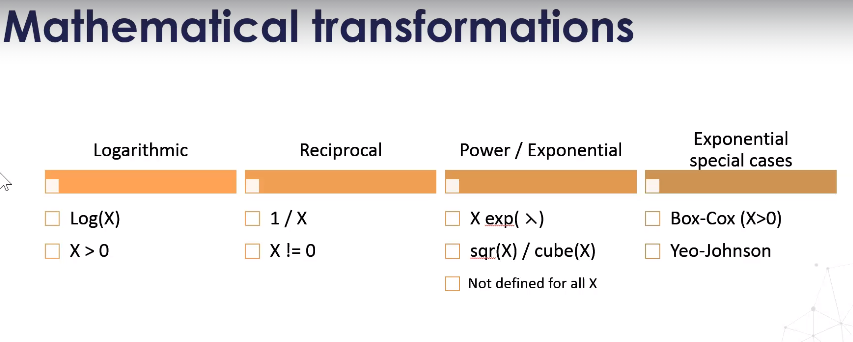 Mathematical transformations
Logarithmic
Log(X)
X > 0
Reciprocal
1 / X
X != 0
Power / Exponential
X exp( λ)
sqr(X) / cube(X)
Not defined for all X
Exponential
special cases
Box-Cox (X>0)
Yeo-Johnson